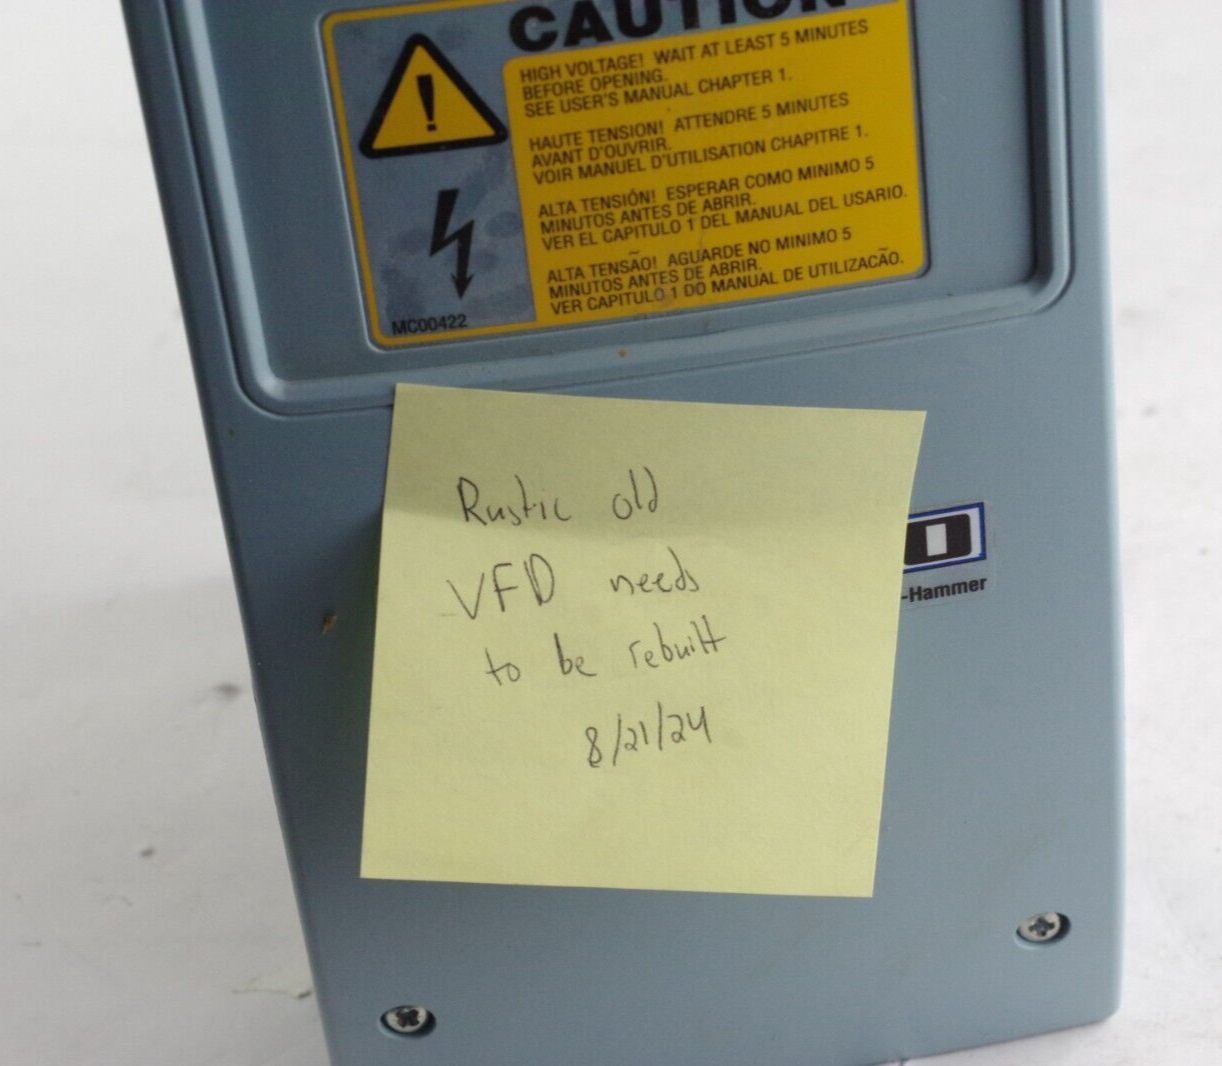 CAUTION
HIGH VOLTAGE! WAIT AT LEAST 5 MINUTES
BEFORE OPENING.
SEE USER'S MANUAL CHAPTER 1.
HAUTE TENSION! ATTENDRE 5 MINUTES
AVANT D'OUVRIR.
VOIR MANUEL D'UTILISATION CHAPITRE 1.
ALTA TENSIÓN! ESPERAR COMO MINIMO 5
MINUTOS ANTES DE ABRIR.
VER EL CAPITULO 1 DEL MANUAL DEL USARIO.
ALTA TENSÃO! AGUARDE NO MINIMO 5
MINUTOS ANTES DE ABRIR.
VER CAPITULO 1 DO MANUAL DE UTILIZACÃO.
MC00422
Rustic old
VFD needs
to be rebuilt
8/21/24
-Hammer